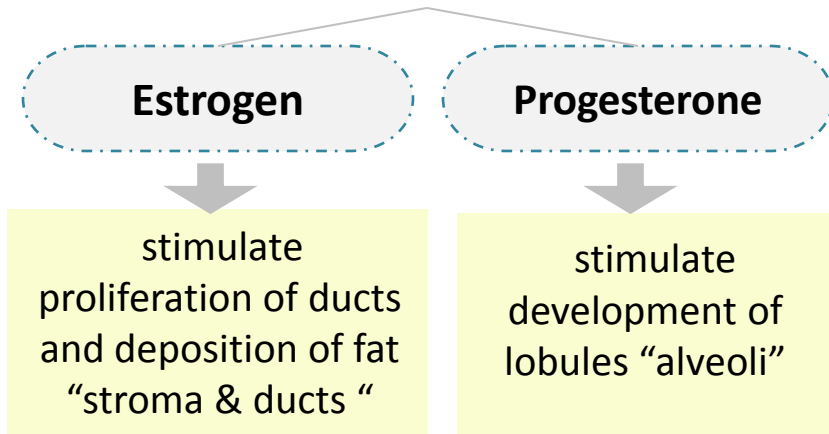 Estrogen
Progesterone
stimulate
proliferation of ducts
and deposition of fat
“stroma & ducts “
stimulate
development of
lobules “alveoli”